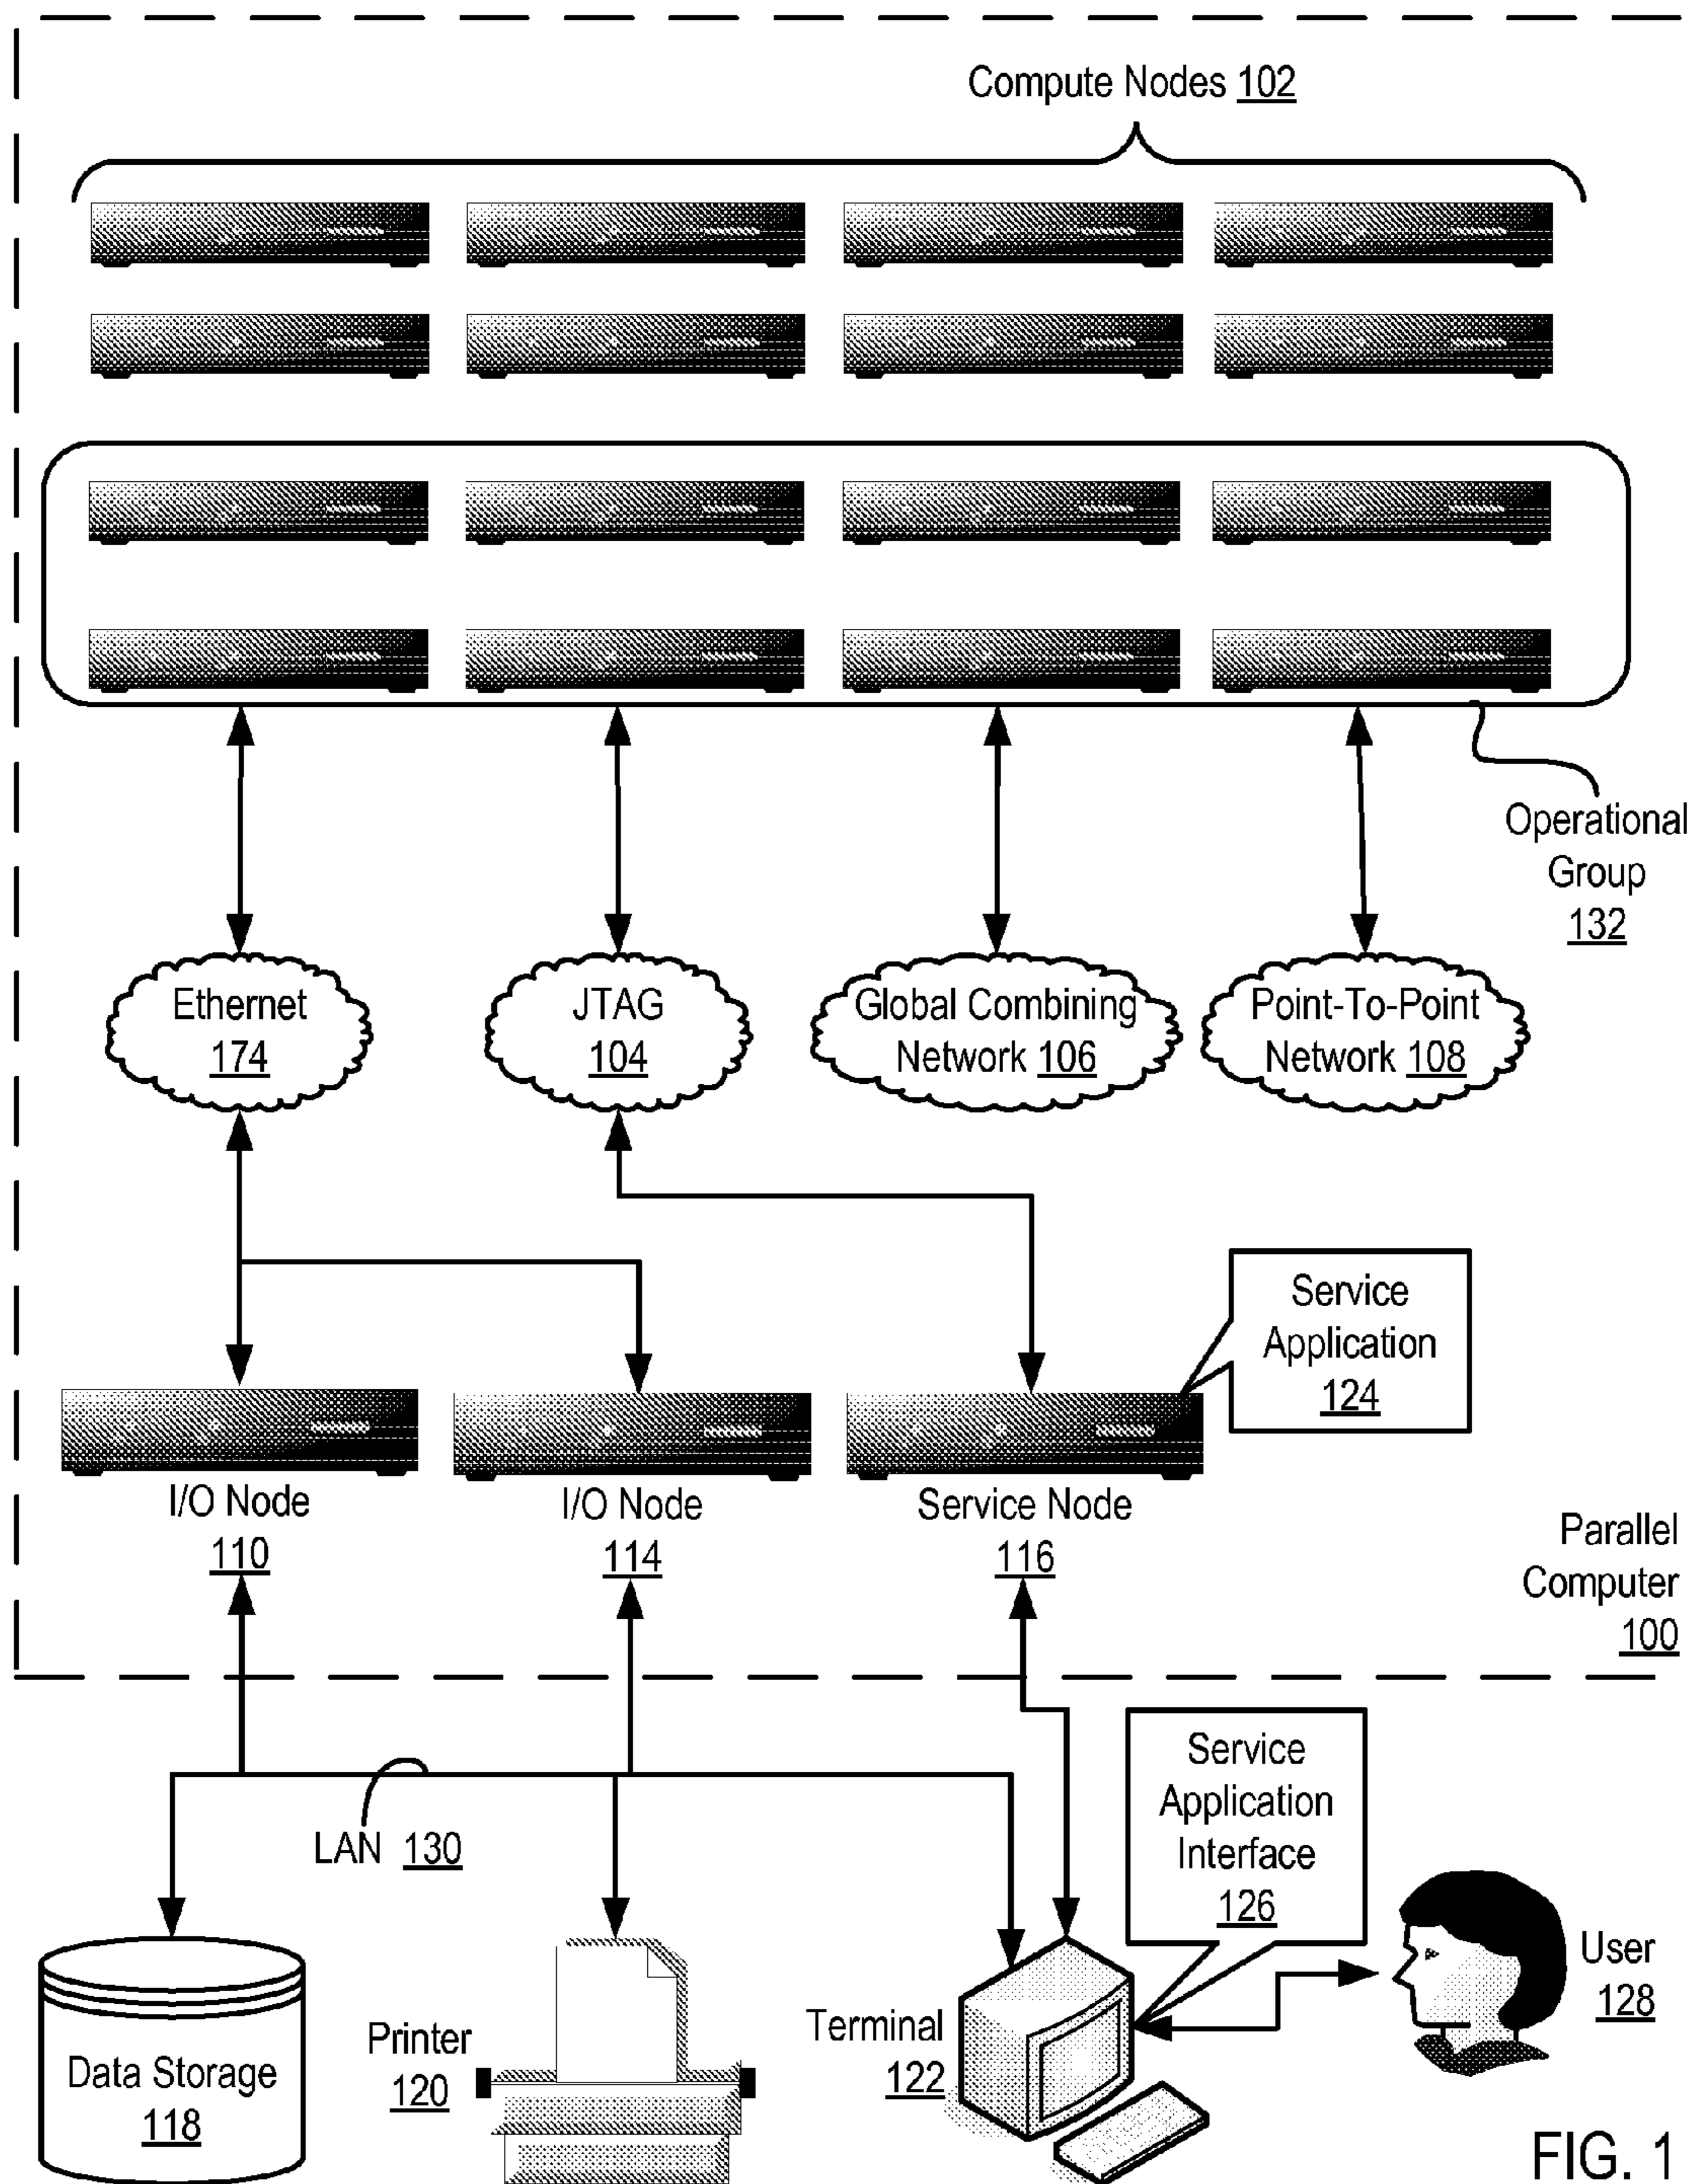 Compute Nodes 102
Operational
Group
132
Ethernet
174
JTAG
104
Global Combining
Network 106
Point-To-Point
Network 108
Service
Application
124
I/O Node
110
I/O Node
114
Service Node
116
Parallel
Computer
100
Service
Application
Interface
126
LAN 130
User
128
Printer
120
Terminal
122
Data Storage
118
FIG. 1